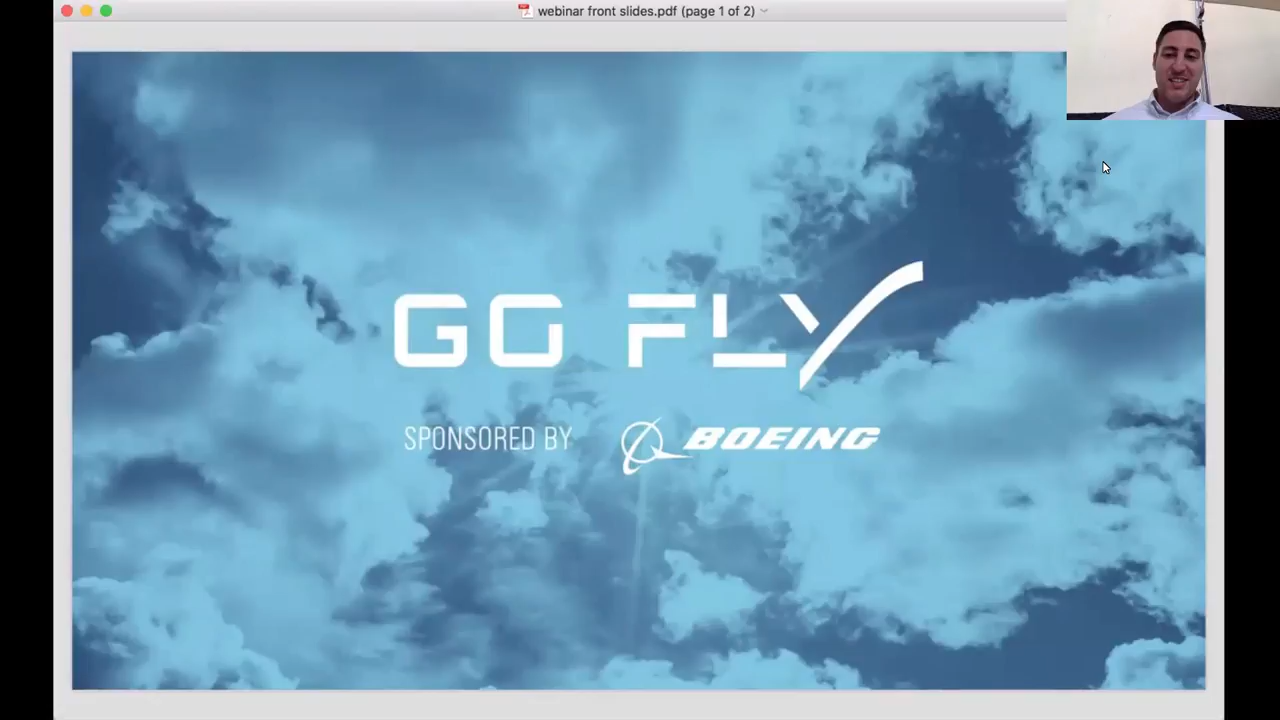 webinar front slides.pdf (page 1 of 2)
GO FLY
SPONSORED BY BOEING